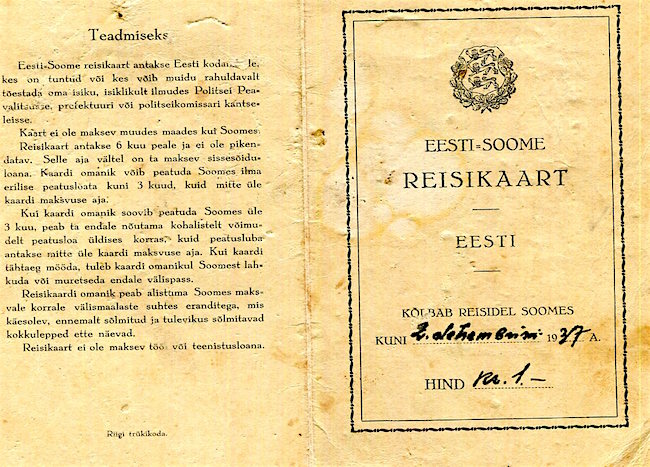 Teadmiseks
Eesti-Soome reisikaart antakse Eesti kodani le,
kes on tuntud või kes võib muidu rahuldavalt
tõestada oma isiku, isiklikult ilmudes Politsei Pea-
valitsusse, prefektuuri või politseikomissari kantse-
leisse.
Kaart ei ole maksev muudes maades kui Soomes.
Reisikaart antakse 6 kuu peale ja ei ole piken-
datav. Selle aja vältel on ta maksev sissesõidu-
loana. Kaardi omanik võib peatuda Soomes ilma
erilise peatusloata kuni 3 kuud, kuid mitte üle
kaardi maksvuse aja.
Kui kaardi omanik soovib peatuda Soomes üle
3 kuu, peab ta endale nõutama kohalistelt võimu-
delt peatusloa üldises korras, kuid peatusluba
antakse mitte üle kaardi maksvuse aja. Kui kaardi
tähtaeg mööda, tuleb kaardi omanikul Soomest lah-
kuda või muretseda endale välispass.
Reisikaardi omanik peab alistuma Soomes maks-
vale korrale välismaalaste suhtes eranditega, mis
käesolev, ennemalt sõlmitud ja tulevikus sõlmitavad
kokkulepped ette näevad.
Reisikaart ei ole maksev töö või teenistusloana.
Riigi trükikoda.
EESTI-SOOME
REISIKAART
EESTI
KÕLBAB REISIDEL SOOMES
KUNI 2. detsembrini 1937 A.
HIND Kr. 1.—